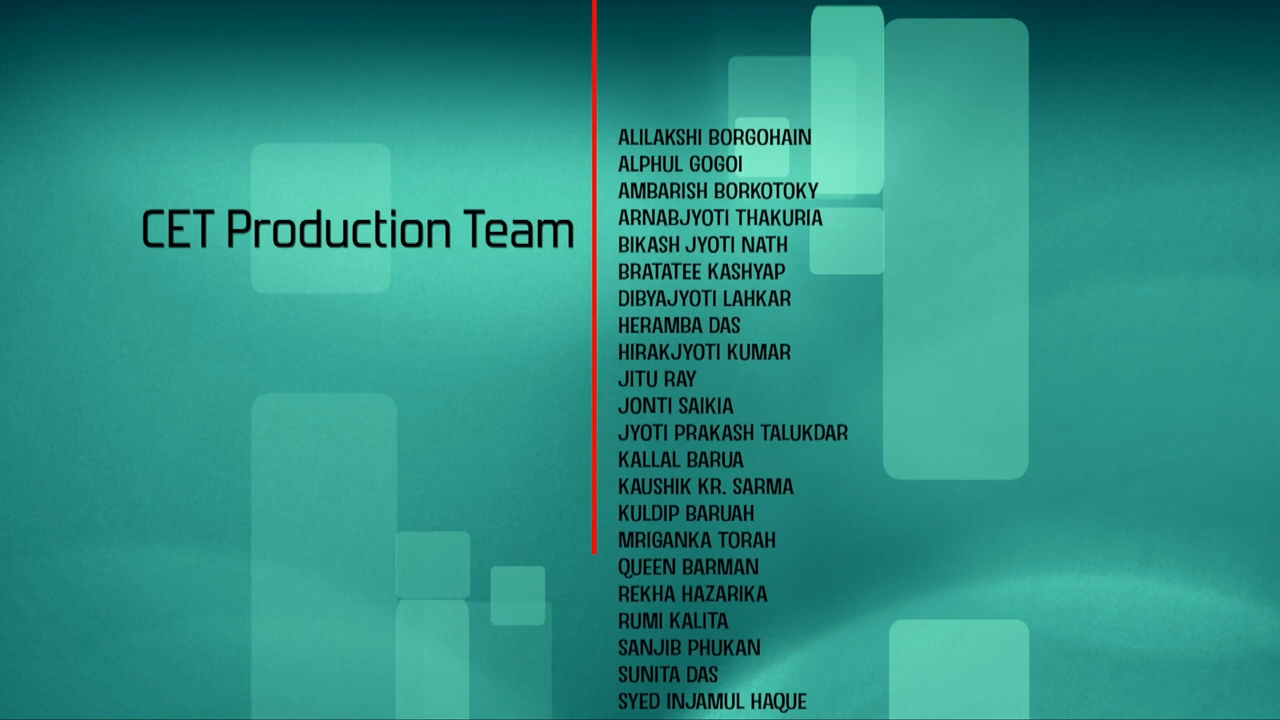 CET Production Team
ALILAKSHI BORGOHAIN
ALPHUL GOGOI
AMBARISH BORKOTOKY
ARNABJYOTI THAKURIA
BIKASH JYOTI NATH
BRATATEE KASHYAP
DIBYAJYOTI LAHKAR
HERAMBA DAS
HIRAKJYOTI KUMAR
JITU RAY
JONTI SAIKIA
JYOTI PRAKASH TALUKDAR
KALLAL BARUA
KAUSHIK KR. SARMA
KULDIP BARUAH
MRIGANKA TORAH
QUEEN BARMAN
REKHA HAZARIKA
RUMI KALITA
SANJIB PHUKAN
SUNITA DAS
SYED INJAMUL HAQUE